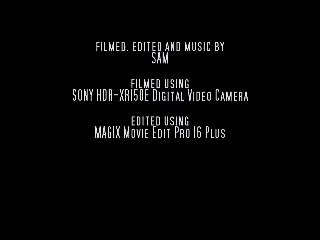 FILMED. EDITED AND MUSIC BY
SAM
FILMED USING
SONY HDR-XR150E DIGITAL VIDEO CAMERA
EDITED USING
MAGIX MOVIE EDIT PRO 16 PLUS